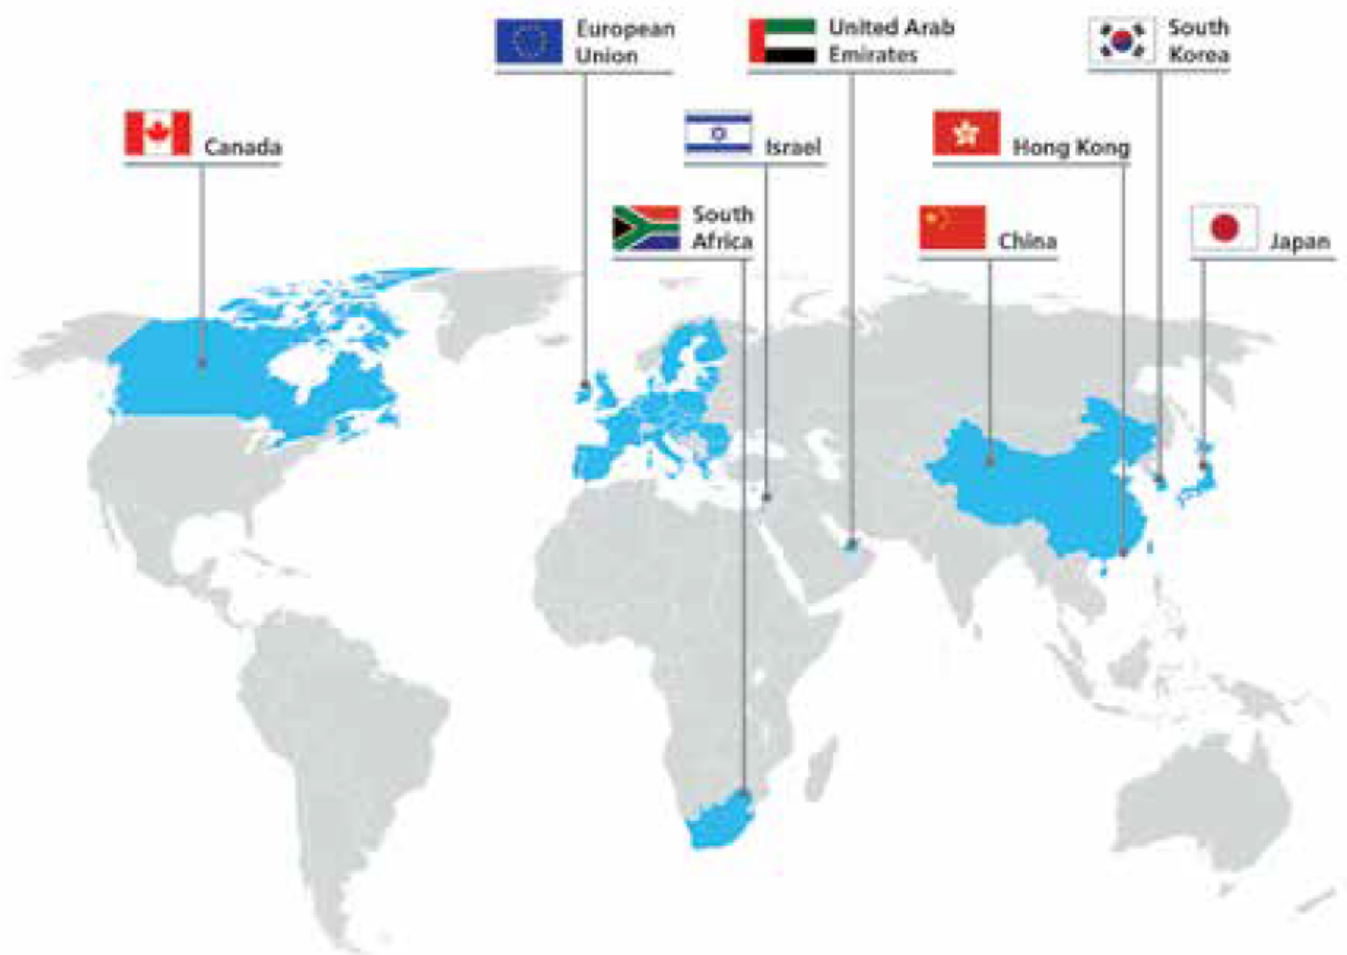 European
Union
United Arab
Emirates
South
Korea
Canada
Israel
Hong Kong
South
Africa
China
Japan